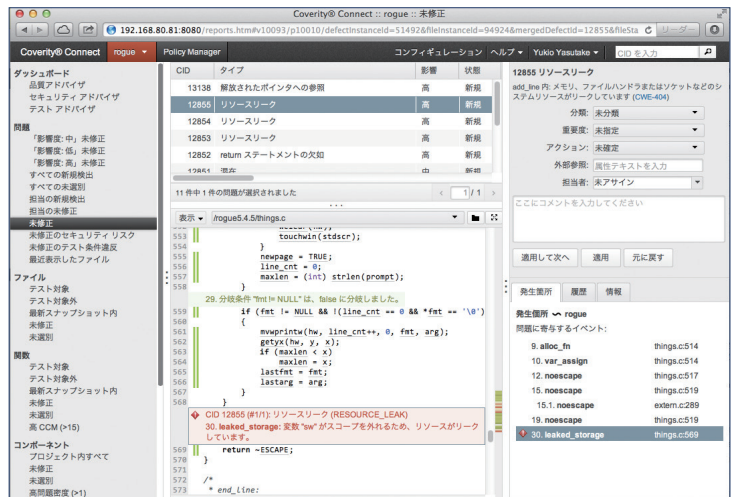 Coverity® Connect :: rogue :: 未修正
192.168.80.81:8080/reports.htm#v10093/p10010/defectInstanceId=51492&fileInstanceId=94924&mergedDefectId=12855&fileSta
リーダー
Coverity® Connect rogue Policy Manager コンフィギュレーション ヘルプ Yukio Yasutake CID を入力
ダッシュボード
品質アドバイザ
セキュリティ アドバイザ
テスト アドバイザ
問題
「影響度: 中」未修正
「影響度: 低」未修正
「影響度: 高」未修正
すべての新規検出
すべての未選別
担当の新規検出
担当の未修正
未修正
未修正のセキュリティ リスク
未修正のテスト条件違反
最近表示したファイル
ファイル
テスト対象
テスト対象外
最新スナップショット内
未修正
未選別
関数
テスト対象
テスト対象外
最新スナップショット内
未修正
未選別
高 CCM (>15)
コンポーネント
プロジェクト内すべて
未修正
未選別
高問題密度 (>1)
CID タイプ 影響 状態
13138 解放されたポインタへの参照 高 新規
12855 リソースリーク 高 新規
12854 リソースリーク 高 新規
12853 リソースリーク 高 新規
12852 return ステートメントの欠如 高 新規
12851 潜在 中 新規
11 件中 1 件の問題が選択されました
1 / 1
表示 /rogue5.4.5/things.c
553 touchwin(stdscr);
554 }
555 newpage = TRUE;
556 line_cnt = 0;
557 maxlen = (int) strlen(prompt);
558 }
29. 分岐条件 "fmt != NULL" は、false に分岐しました。
559 if (fmt != NULL && !(line_cnt == 0 && *fmt == '\0')
560 {
561 mvwprintw(hw, line_cnt++, 0, fmt, arg);
562 getyx(hw, y, x);
563 if (maxlen < x)
564 maxlen = x;
565 lastfmt = fmt;
566 lastarg = arg;
567 }
568 }
CID 12855 (#1/1): リソースリーク (RESOURCE_LEAK)
30. leaked_storage: 変数 "sw" がスコープを外れるため、リソースがリーク
しています。
569 return ~ESCAPE;
570 }
571
572 /*
573 * end_line:
12855 リソースリーク
add_line 内: メモリ、ファイルハンドラまたはソケットなどのシ
ステムリソースがリークしています (CWE-404)
分類: 未分類
重要度: 未指定
アクション: 未確定
外部参照: 属性テキストを入力
担当者: 未アサイン
ここにコメントを入力してください
適用して次へ 適用 元に戻す
発生箇所 履歴 情報
発生箇所 rogue
問題に寄与するイベント:
9. alloc_fn things.c:514
10. var_assign things.c:514
12. noescape things.c:517
15. noescape things.c:519
15.1. noescape extern.c:289
19. noescape things.c:519
30. leaked_storage things.c:569